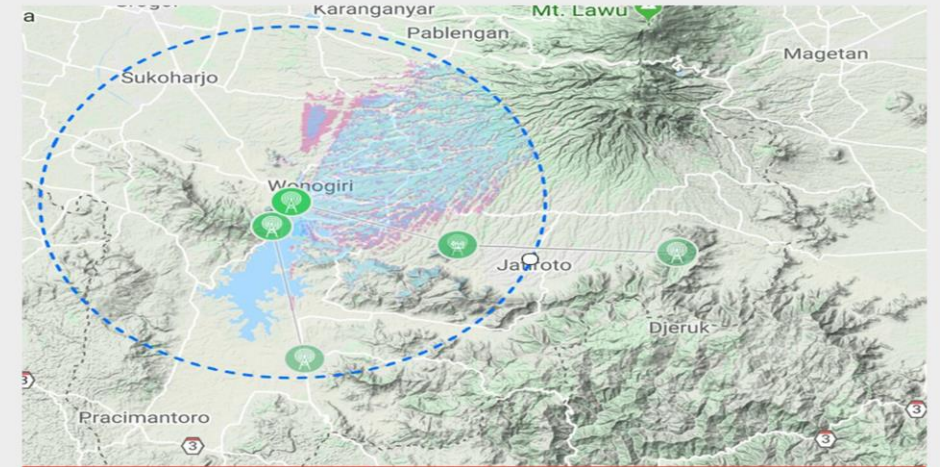 a
Karanganyar
Mt. Lawu
Pablengan
Magetan
Sukoharjo
Wonogiri
Jatiroto
Djeruk
3
Pracimantoro
3
3
3